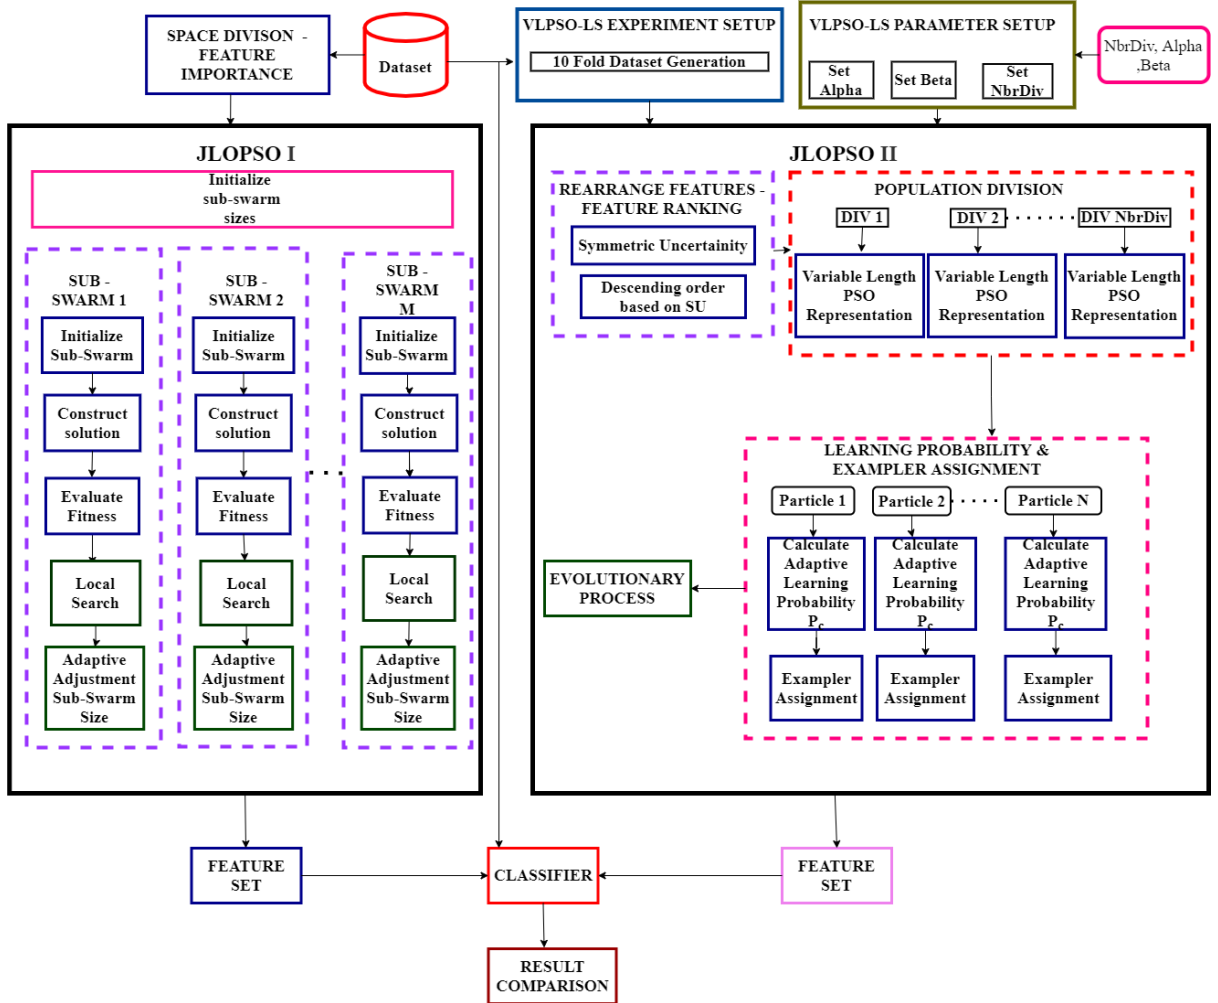 SPACE DIVISON -
FEATURE
IMPORTANCE
Dataset
VLPSO-LS EXPERIMENT SETUP
10 Fold Dataset Generation
VLPSO-LS PARAMETER SETUP
Set
Alpha
Set Beta
Set
NbrDiv
NbrDiv, Alpha
,Beta
JLOPSO I
Initialize
sub-swarm
sizes
SUB -
SWARM 1
Initialize
Sub-Swarm
Construct
solution
Evaluate
Fitness
Local
Search
Adaptive
Adjustment
Sub-Swarm
Size
SUB -
SWARM 2
Initialize
Sub-Swarm
Construct
solution
Evaluate
Fitness
Local
Search
Adaptive
Adjustment
Sub-Swarm
Size
. . . .
SUB -
SWARM
M
Initialize
Sub-Swarm
Construct
solution
Evaluate
Fitness
Local
Search
Adaptive
Adjustment
Sub-Swarm
Size
JLOPSO II
REARRANGE FEATURES -
FEATURE RANKING
Symmetric Uncertainity
Descending order
based on SU
POPULATION DIVISION
DIV 1
DIV 2
DIV NbrDiv
Variable Length
PSO
Representation
Variable Length
PSO
Representation
Variable Length
PSO
Representation
LEARNING PROBABILITY &
EXAMPLER ASSIGNMENT
Particle 1
Particle 2
Particle N
Calculate
Adaptive
Learning
Probability
Pc
Calculate
Adaptive
Learning
Probability
Pc
Calculate
Adaptive
Learning
Probability
Pc
Exampler
Assignment
Exampler
Assignment
Exampler
Assignment
EVOLUTIONARY
PROCESS
FEATURE
SET
CLASSIFIER
FEATURE
SET
RESULT
COMPARISON